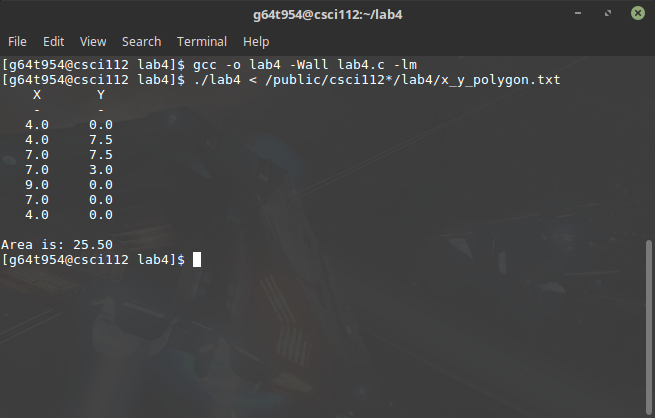 g64t954@csci112:~/lab4
File Edit View Search Terminal Help
[g64t954@csci112 lab4]$ gcc -o lab4 -Wall lab4.c -lm
[g64t954@csci112 lab4]$ ./lab4 < /public/csci112*/lab4/x_y_polygon.txt
X Y
- -
4.0 0.0
4.0 7.5
7.0 7.5
7.0 3.0
9.0 0.0
7.0 0.0
4.0 0.0
Area is: 25.50
[g64t954@csci112 lab4]$